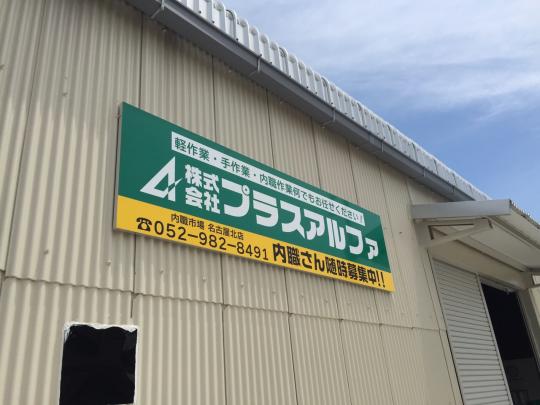 軽作業・手作業・内職作業何でもお任せください！
株式会社 プラスアルファ
内職市場 名古屋北店
☎052-982-8491
内職さん随時募集中!!